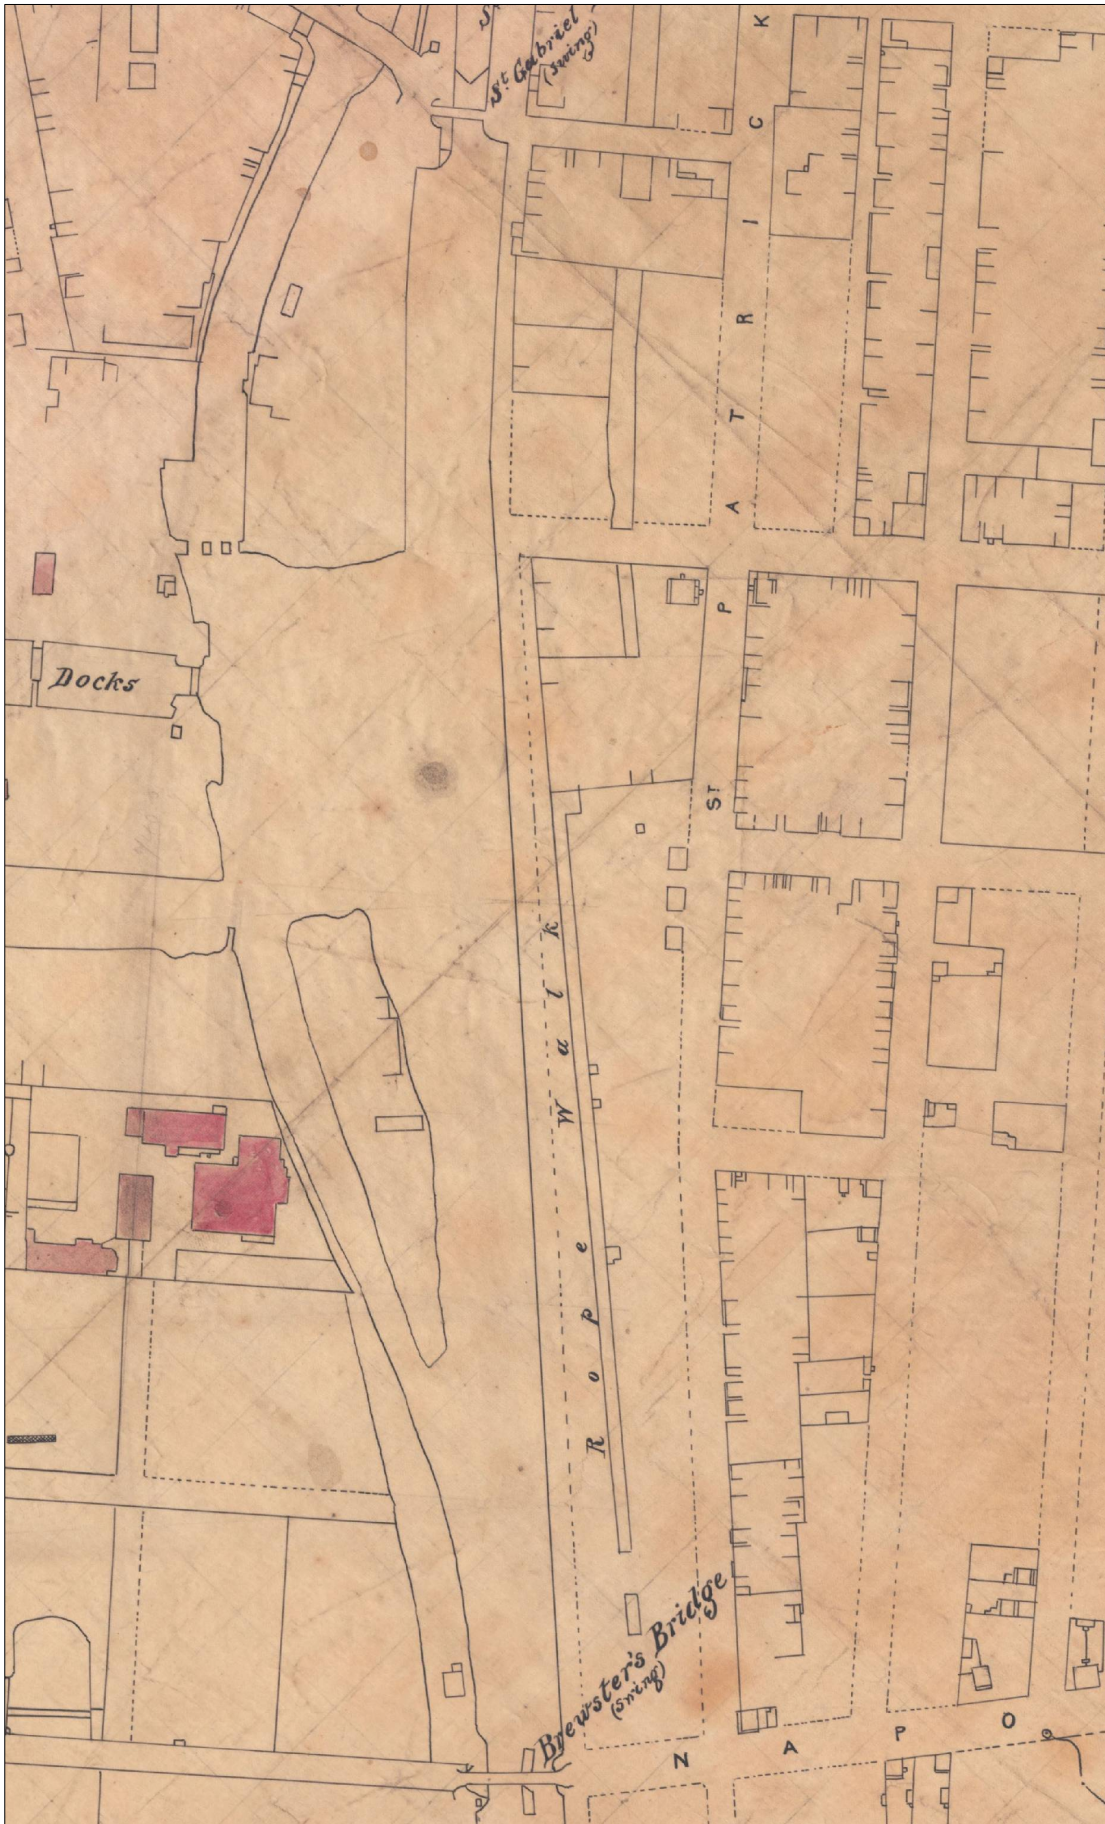 St Gabriel
(swing)
Docks
ST PATRICK
Rope Walk
Brewster's Bridge
(swing)
NAPO